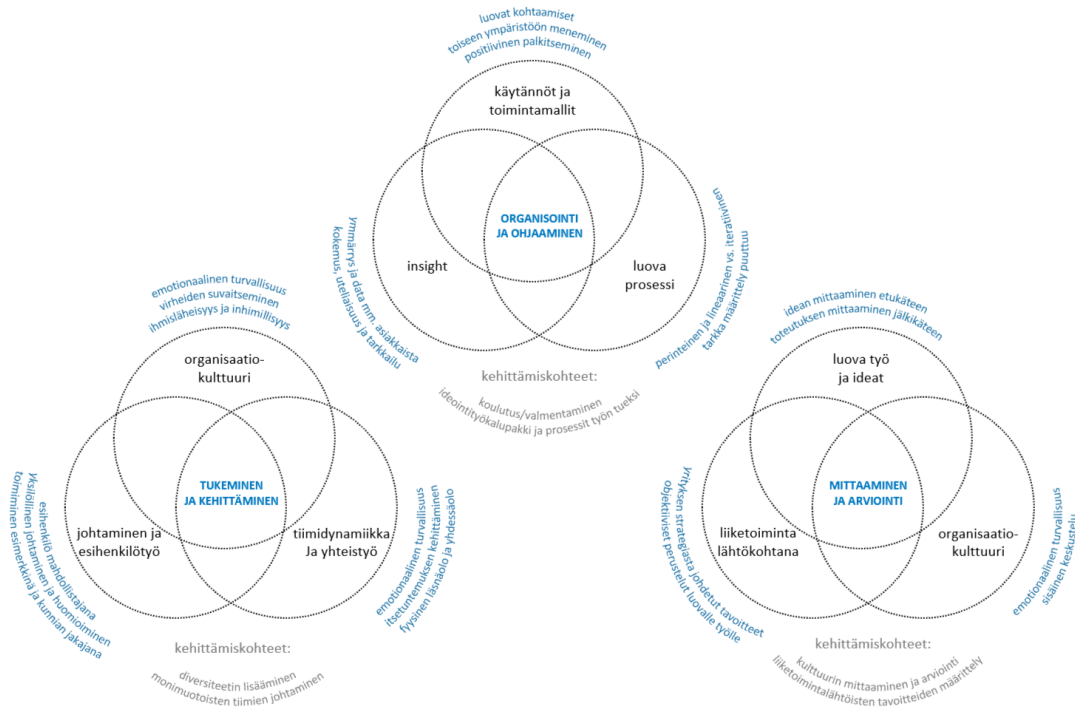 luovat kohtaamiset
toiseen ympäristöön meneminen
positiivinen palkitseminen
käytännöt ja
toimintamallit
ORGANISOINTI
JA OHJAAMINEN
insight
luova
prosessi
ymmärrys ja data mm. asiakkaista
kokemus, uteliaisuus ja tarkkailu
perinteinen ja lineaarinen vs. iteratiivinen
tarkka määrittely puuttuu
kehittämiskohteet:
koulutus/valmentaminen
ideointityökalupakki ja prosessit työn tueksi
emotionaalinen turvallisuus
virheiden suvaitseminen
ihmisläheisyys ja inhimillisyys
organisaatio-
kulttuuri
TUKEMINEN
JA KEHITTÄMINEN
johtaminen ja
esihenkilötyö
tiimidynamiikka
Ja yhteistyö
esihenkilö mahdollistajana
yksilöllinen johtaminen ja huomioiminen
toimiminen esimerkkinä ja kunnian jakajana
emotionaalinen turvallisuus
itsetuntemuksen kehittäminen
fyysinen läsnäolo ja yhdessäolo
kehittämiskohteet:
diversiteetin lisääminen
monimuotoisten tiimien johtaminen
idean mittaaminen etukäteen
toteutuksen mittaaminen jälkikäteen
luova työ
ja ideat
MITTAAMINEN
JA ARVIOINTI
liiketoiminta
lähtökohtana
organisaatio-
kulttuuri
yrityksen strategiasta johdetut tavoitteet
objektiiviset perustelut luovalle työlle
emotionaalinen turvallisuus
sisäinen keskustelu
kehittämiskohteet:
kulttuurin mittaaminen ja arviointi
liiketoimintalähtöisten tavoitteiden määrittely